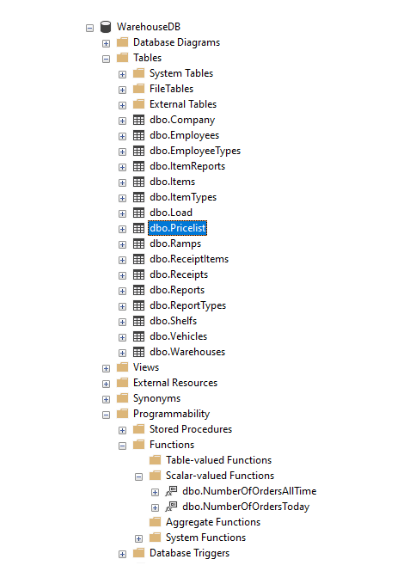 WarehouseDB
Database Diagrams
Tables
System Tables
FileTables
External Tables
dbo.Company
dbo.Employees
dbo.EmployeeTypes
dbo.ItemReports
dbo.Items
dbo.ItemTypes
dbo.Load
dbo.Pricelist
dbo.Ramps
dbo.ReceiptItems
dbo.Receipts
dbo.Reports
dbo.ReportTypes
dbo.Shelfs
dbo.Vehicles
dbo.Warehouses
Views
External Resources
Synonyms
Programmability
Stored Procedures
Functions
Table-valued Functions
Scalar-valued Functions
dbo.NumberOfOrdersAllTime
dbo.NumberOfOrdersToday
Aggregate Functions
System Functions
Database Triggers